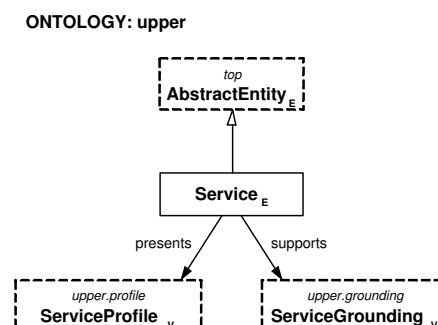 ONTOLOGY: upper
top
AbstractEntity E
Service E
presents supports
upper.profile upper.grounding
ServiceProfile V ServiceGrounding V